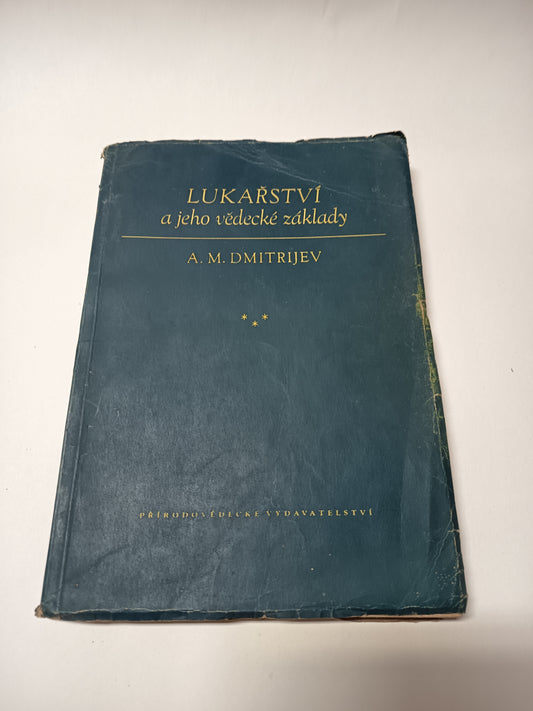 LUKAŘSTVÍ
a jeho vědecké základy
A. M. DMITRIJEV
PŘÍRODOVĚDECKÉ VYDAVATELSTVÍ